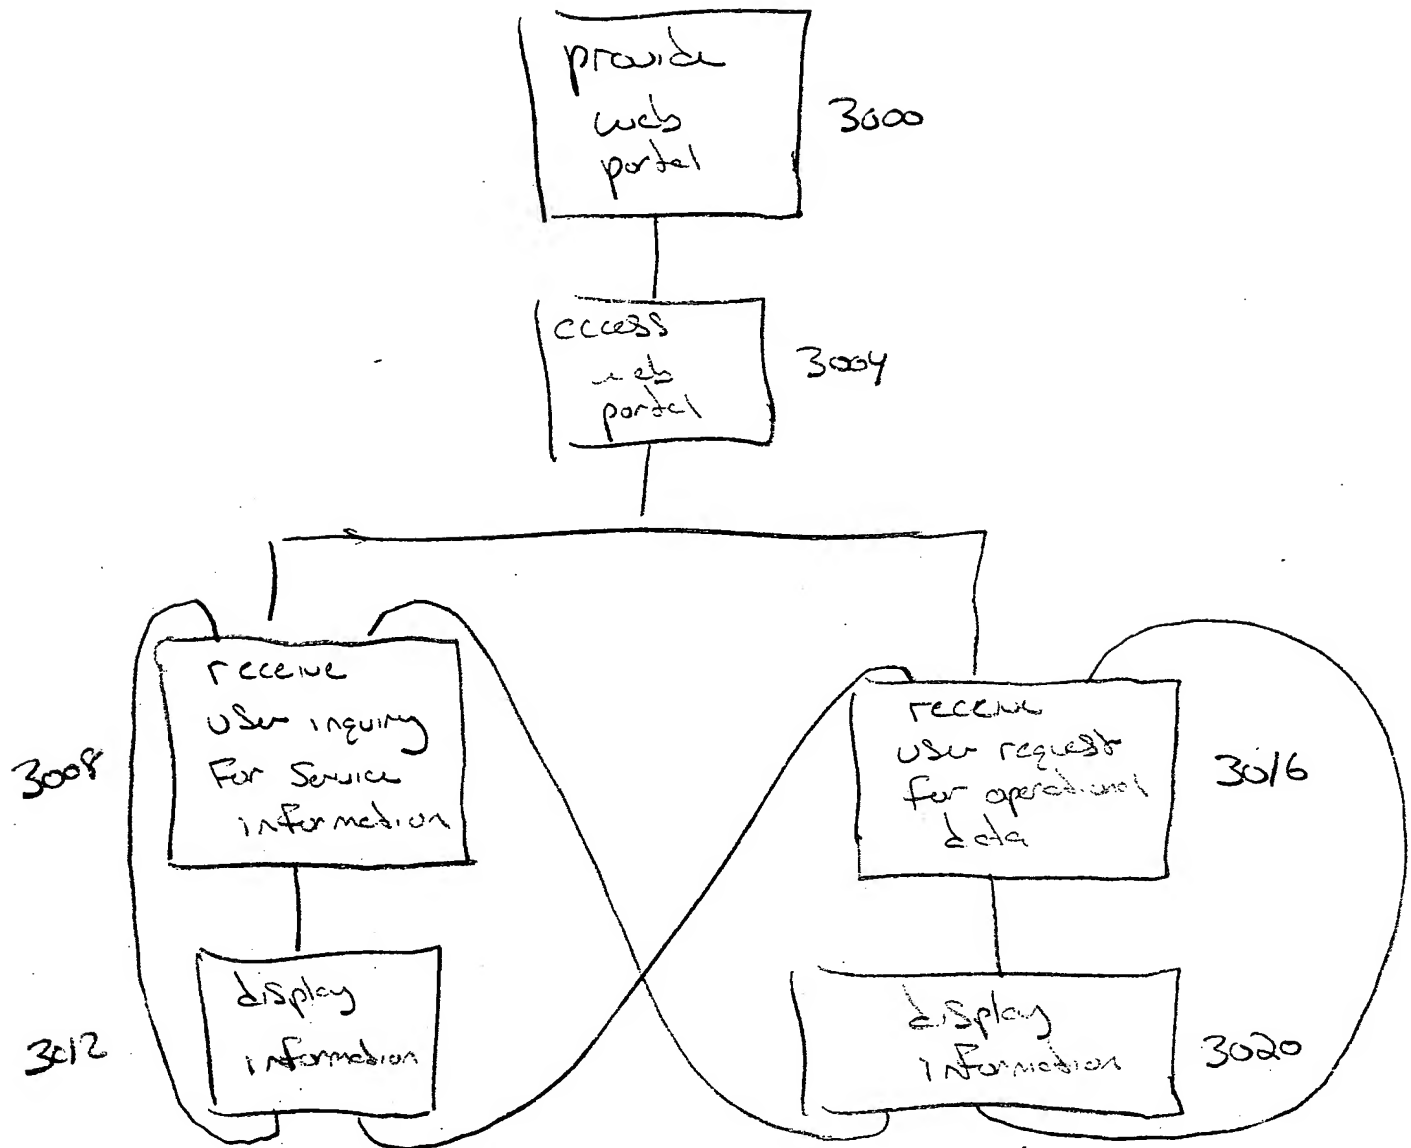 provide
web
portal
3000
access
web
portal
3004
receive
user inquiry
for service
information
3008
display
information
3012
receive
user request
for operational
data
3016
display
information
3020